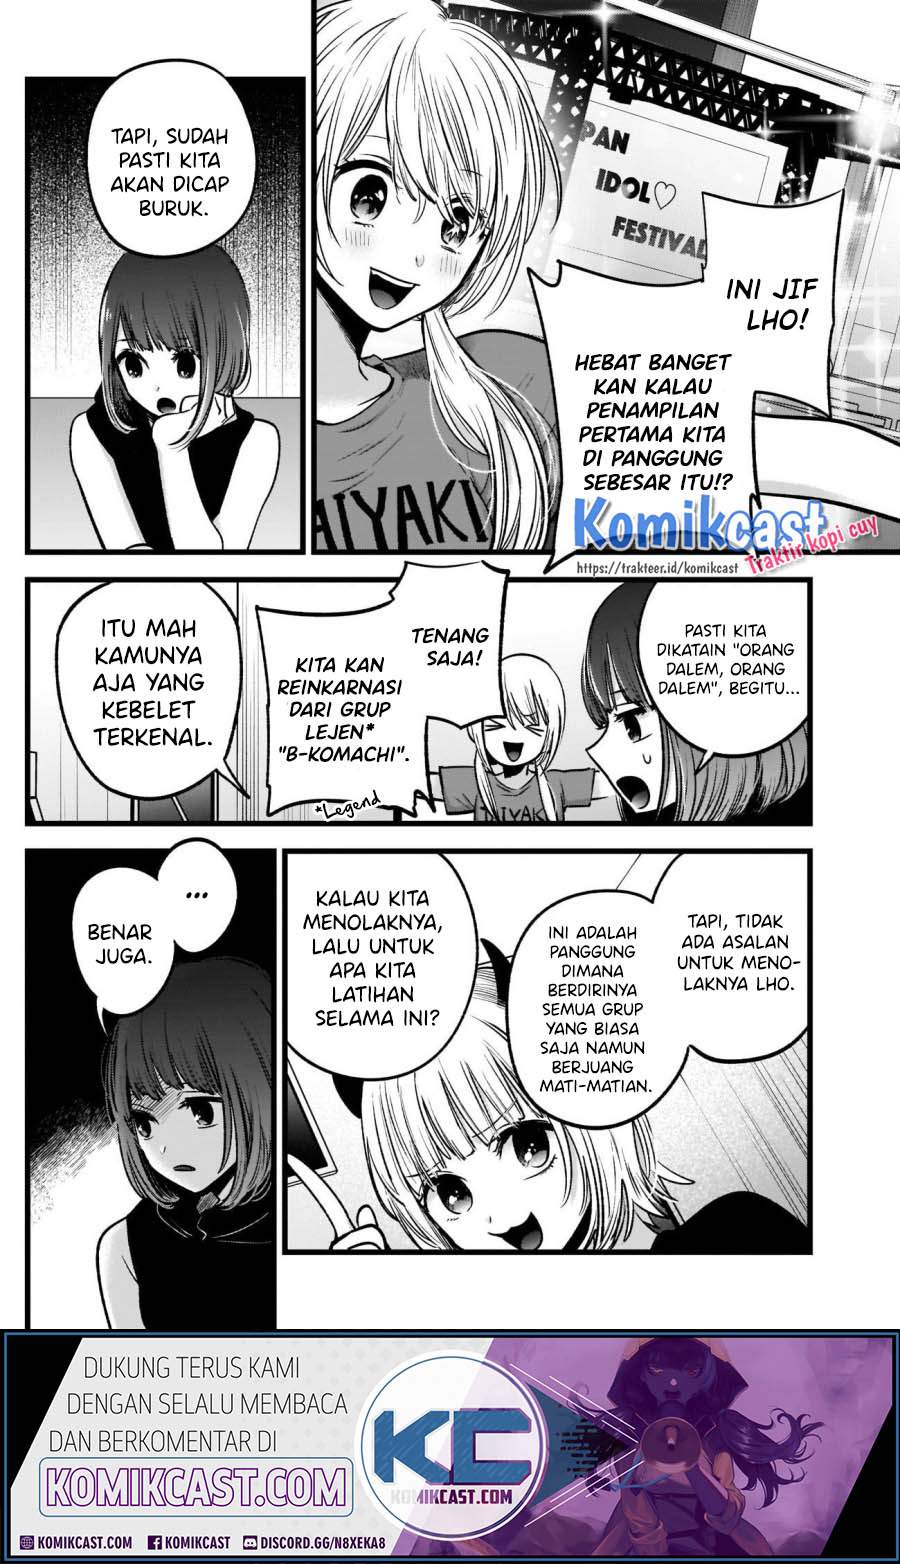 PAN
IDOL♡
FESTIVAL
INI JIF
LHO!
HEBAT BANGET
KAN KALAU
PENAMPILAN
PERTAMA KITA
DI PANGGUNG
SEBESAR ITU!?
AIYAKI
Komikcast
Traktir kopi cuy
https://trakteer.id/komikcast
TAPI, SUDAH
PASTI KITA
AKAN DICAP
BURUK.
PASTI KITA
DIKATAIN "ORANG
DALEM, ORANG
DALEM", BEGITU...
TENANG
SAJA!
KITA KAN
REINKARNASI
DARI GRUP
LEJEN*
"B-KOMACHI".
*Legend
AIYAK
ITU MAH
KAMUNYA
AJA YANG
KEBELET
TERKENAL.
TAPI, TIDAK
ADA ASALAN
UNTUK MENO-
LAKNYA LHO.
INI ADALAH
PANGGUNG
DIMANA
BERDIRINYA
SEMUA GRUP
YANG BIASA
SAJA NAMUN
BERJUANG
MATI-MATIAN.
KALAU KITA
MENOLAKNYA,
LALU UNTUK
APA KITA
LATIHAN
SELAMA INI?
...
BENAR
JUGA.
DUKUNG TERUS KAMI
DENGAN SELALU MEMBACA
DAN BERKOMENTAR DI
KOMIKCAST.COM
KOMIKCAST.COM
KOMIKCAST
DISCORD.GG/N8XEKA8
KC
KOMIKCAST.COM